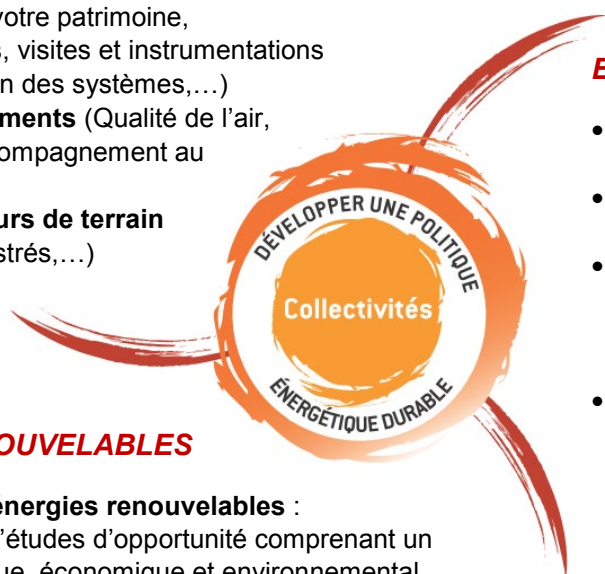 votre patrimoine,
, visites et instrumentations
n des systèmes,…)
ments (Qualité de l’air,
ompagnement au
urs de terrain
strés,…)
DÉVELOPPER UNE POLITIQUE
Collectivités
ÉNERGÉTIQUE DURABLE
OUVELABLES
énergies renouvelables :
’études d’opportunité comprenant un
ue, économique et environnemental